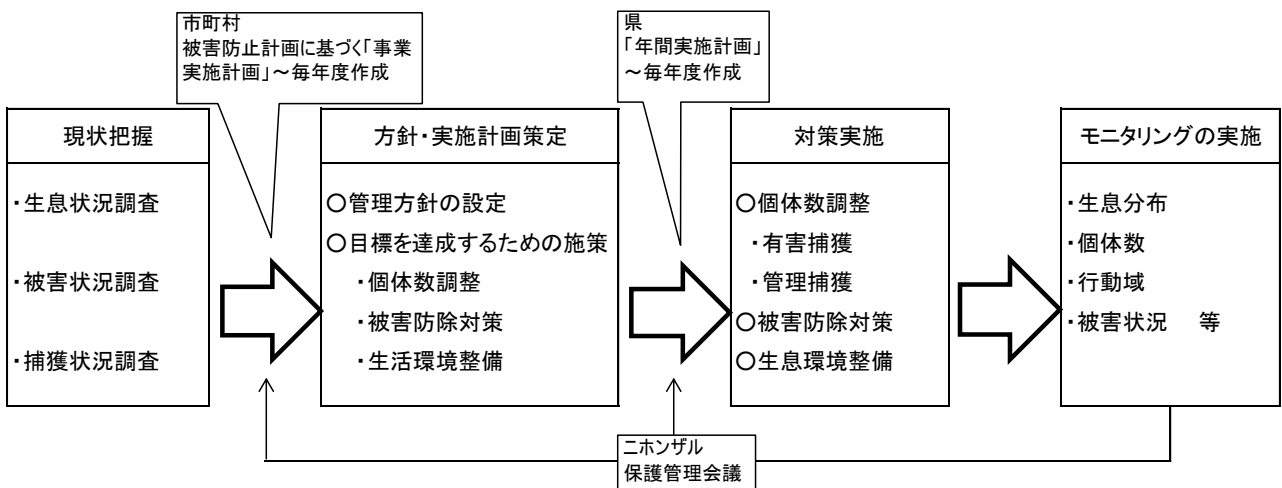 市町村
被害防止計画に基づく「事業
実施計画」~毎年度作成
県
「年間実施計画」
~毎年度作成
現状把握
・生息状況調査
・被害状況調査
・捕獲状況調査
方針・実施計画策定
○管理方針の設定
○目標を達成するための施策
・個体数調整
・被害防除対策
・生活環境整備
対策実施
○個体数調整
・有害捕獲
・管理捕獲
○被害防除対策
○生息環境整備
モニタリングの実施
・生息分布
・個体数
・行動域
・被害状況 等
ニホンザル
保護管理会議